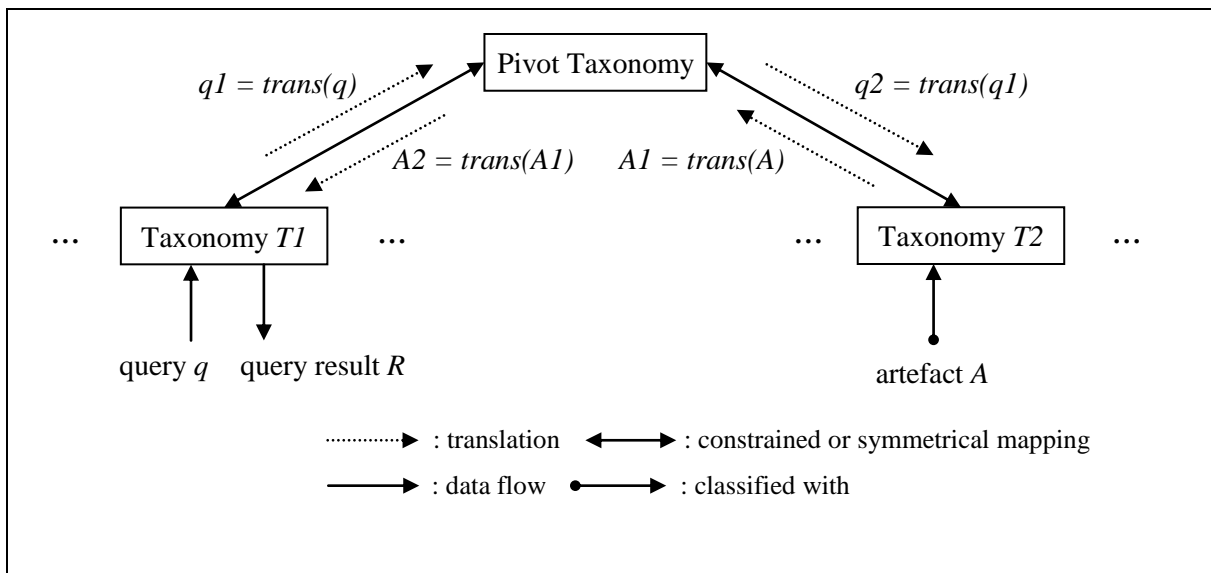 Pivot Taxonomy
q1 = trans(q)
q2 = trans(q1)
A2 = trans(A1)
A1 = trans(A)
... Taxonomy T1 ...
... Taxonomy T2 ...
query q
query result R
artefact A
: translation
: constrained or symmetrical mapping
: data flow
: classified with